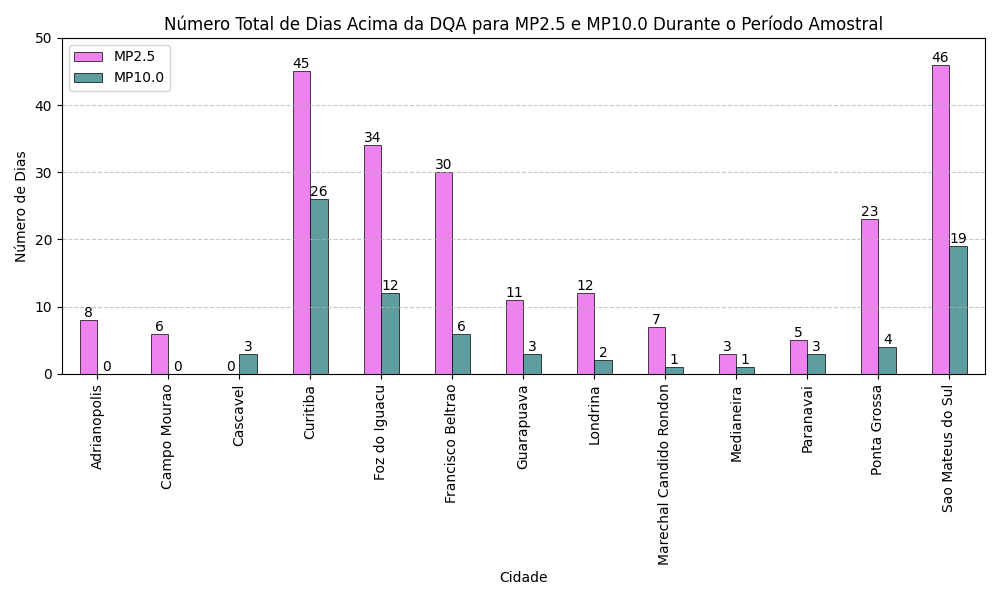 Número Total de Dias Acima da DQA para MP2.5 e MP10.0 Durante o Período Amostral
MP2.5
MP10.0
Número de Dias
50
40
30
20
10
0
8
0
6
0
0
3
45
26
34
12
30
6
11
3
12
2
7
1
3
1
5
3
23
4
46
19
Adrianopolis
Campo Mourao
Cascavel
Curitiba
Foz do Iguacu
Francisco Beltrao
Guarapuava
Londrina
Marechal Candido Rondon
Medianeira
Paranavai
Ponta Grossa
Sao Mateus do Sul
Cidade